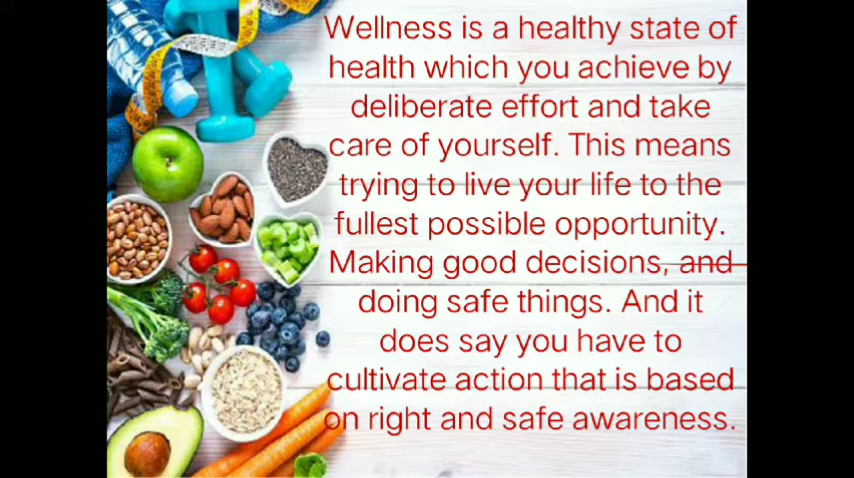 Wellness is a healthy state of
health which you achieve by
deliberate effort and take
care of yourself. This means
trying to live your life to the
fullest possible opportunity.
Making good decisions, and
doing safe things. And it
does say you have to
cultivate action that is based
on right and safe awareness.